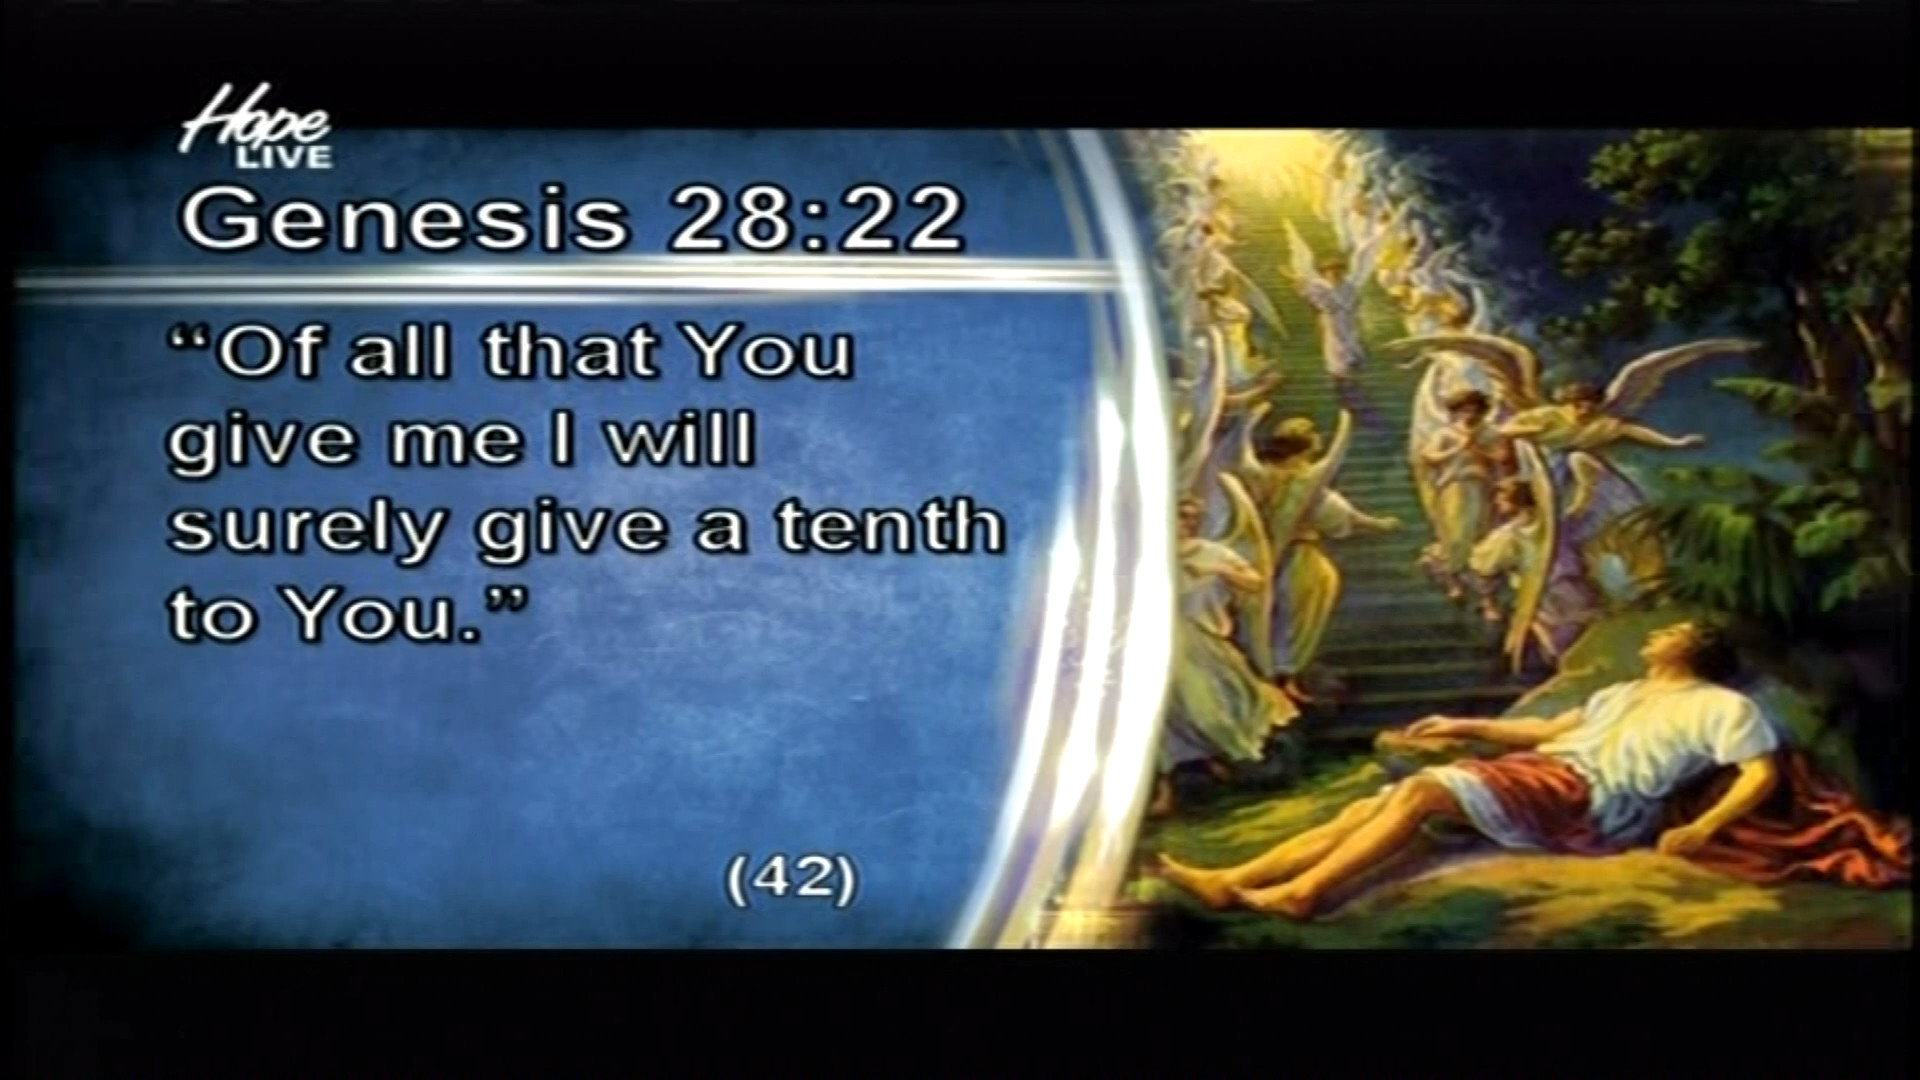 Hope
LIVE
Genesis 28:22
“Of all that You
give me I will
surely give a tenth
to You.”
(42)